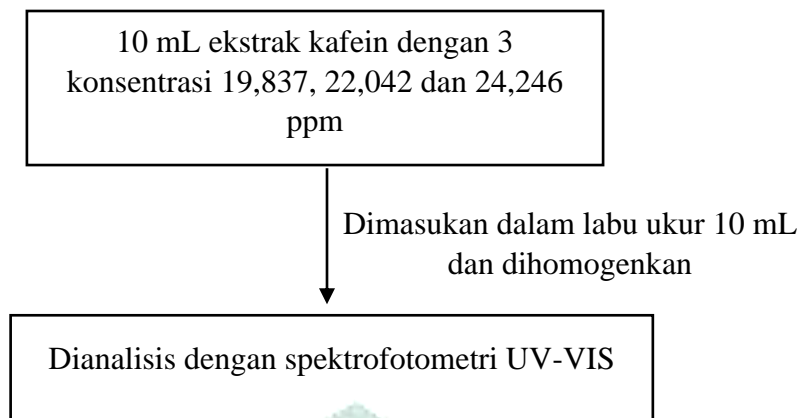 10 mL ekstrak kafein dengan 3
konsentrasi 19,837, 22,042 dan 24,246
ppm
Dimasukan dalam labu ukur 10 mL
dan dihomogenkan
Dianalisis dengan spektrofotometri UV-VIS